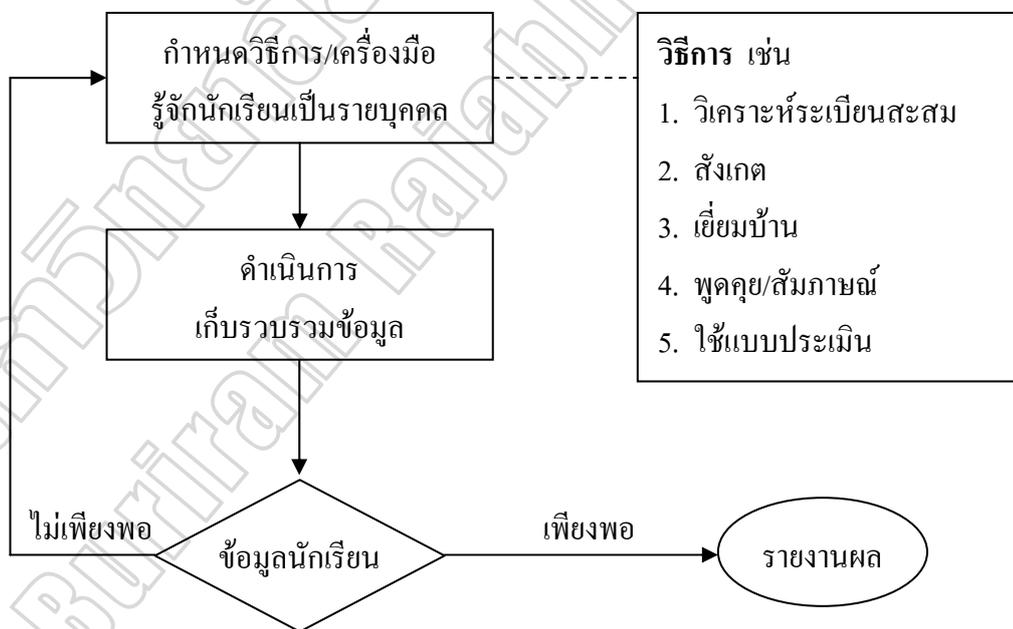 กำหนดวิธีการ/เครื่องมือ
รู้จักนักเรียนเป็นรายบุคคล
วิธีการ เช่น
1. วิเคราะห์ระเบียนสะสม
2. สังเกต
3. เยี่ยมบ้าน
4. พูดคุย/สัมภาษณ์
5. ใช้แบบประเมิน
ดำเนินการ
เก็บรวบรวมข้อมูล
ไม่เพียงพอ
ข้อมูลนักเรียน
เพียงพอ
รายงานผล
Buriram